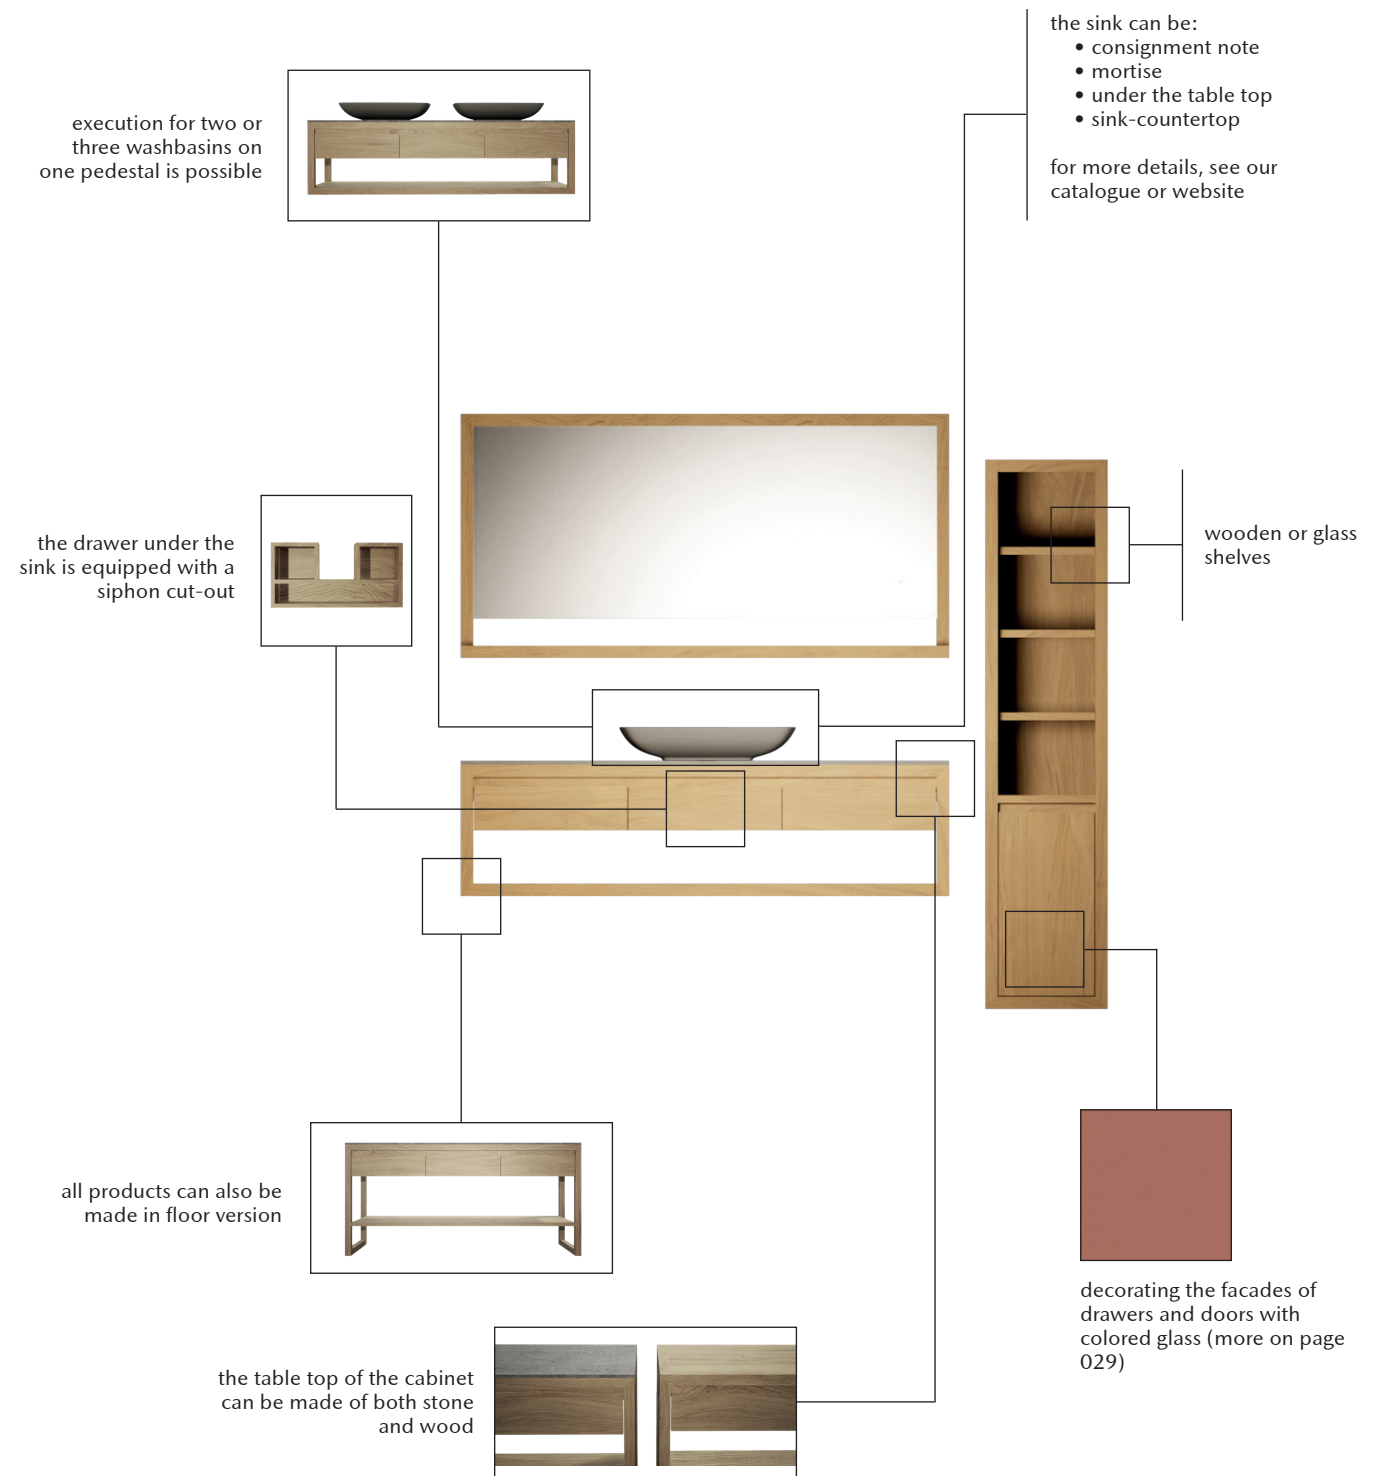 the sink can be:
• consignment note
• mortise
• under the table top
• sink-countertop
for more details, see our
catalogue or website
execution for two or
three washbasins on
one pedestal is possible
the drawer under the
sink is equipped with a
siphon cut-out
wooden or glass
shelves
all products can also be
made in floor version
decorating the facades of
drawers and doors with
colored glass (more on page
029)
the table top of the cabinet
can be made of both stone
and wood